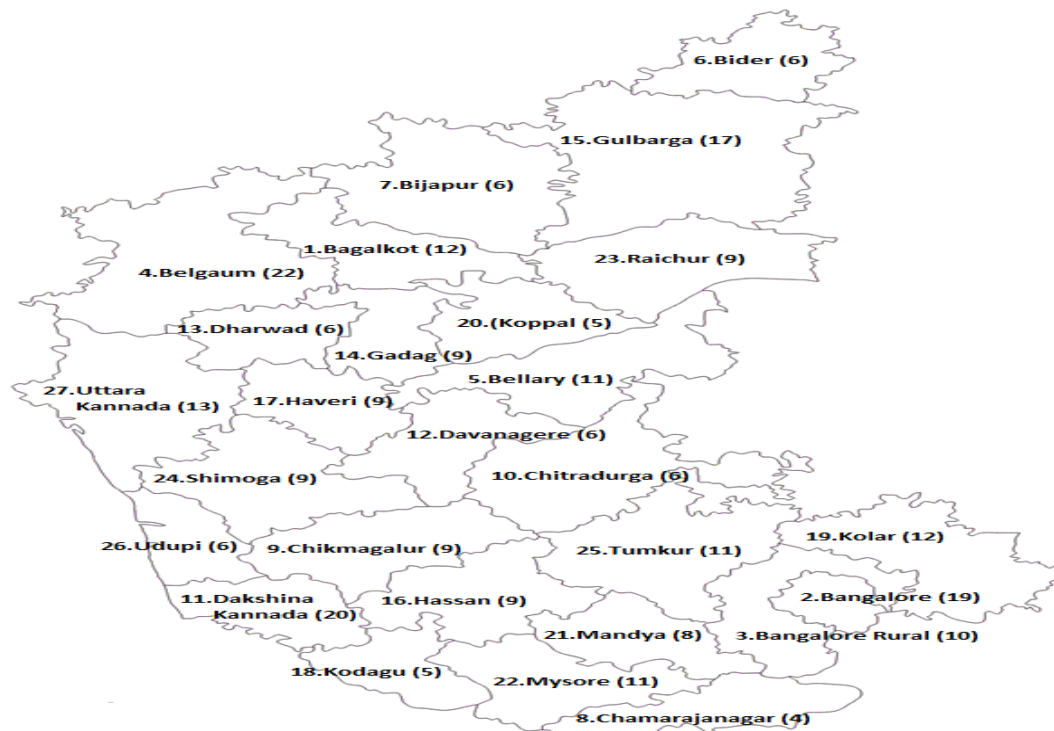 6.Bider (6)
15.Gulbarga (17)
7.Bijapur (6)
1.Bagalkot (12)
23.Raichur (9)
4.Belgaum (22)
20.(Koppal (5)
13.Dharwad (6)
14.Gadag (9)
5.Bellary (11)
27.Uttara
Kannada (13)
17.Haveri (9)
12.Davanagere (6)
24.Shimoga (9)
10.Chitradurga (6)
19.Kolar (12)
26.Udupi (6)
9.Chikmagalur (9)
25.Tumkur (11)
11.Dakshina
Kannada (20)
16.Hassan (9)
2.Bangalore (19)
21.Mandya (8)
3.Bangalore Rural (10)
18.Kodagu (5)
22.Mysore (11)
8.Chamarajanagar (4)